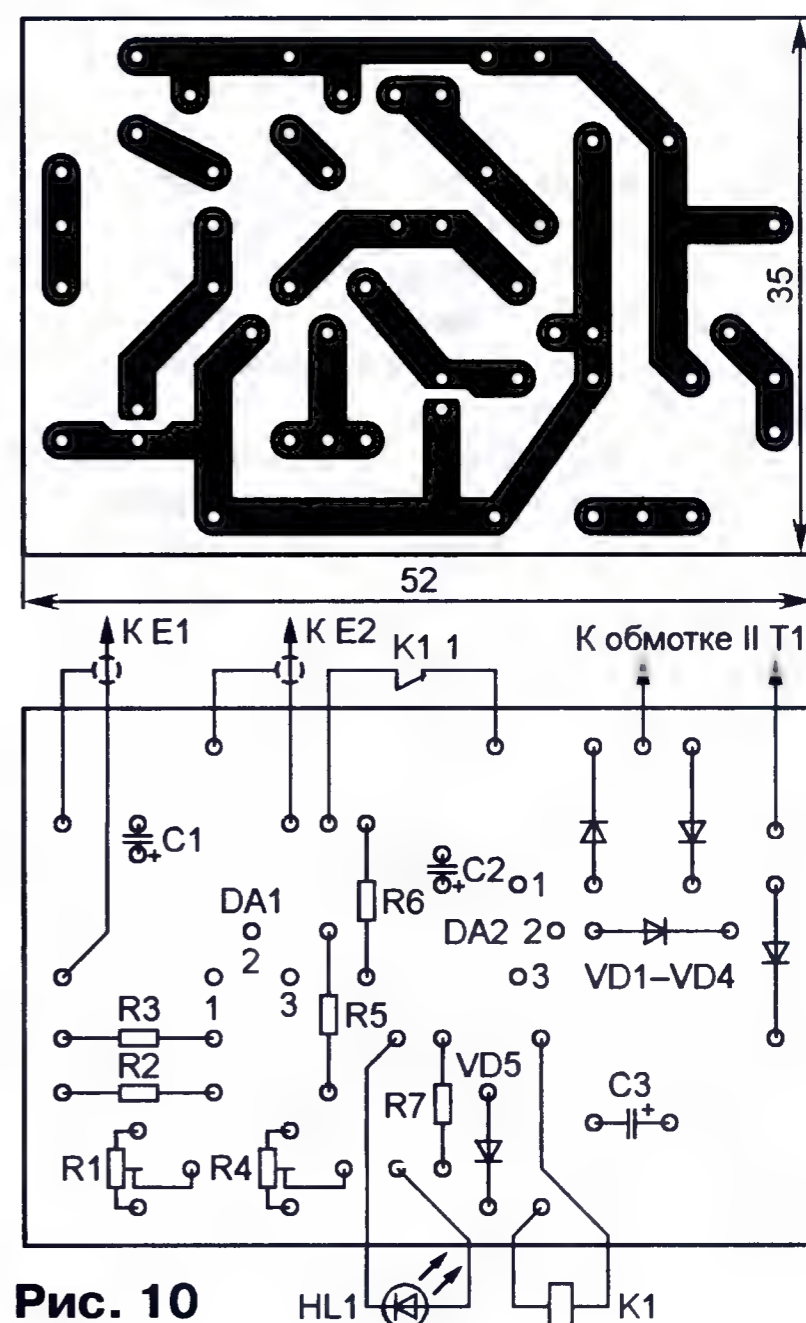 35
52
К E1
К E2
K1 1
К обмотке II T1
C1
C2
1
DA1
R6
DA2 2
2
3
VD1–VD4
1
3
R3
R5
R2
VD5
C3
R7
+
+
+
R1
R4
Рис. 10
HL1
K1